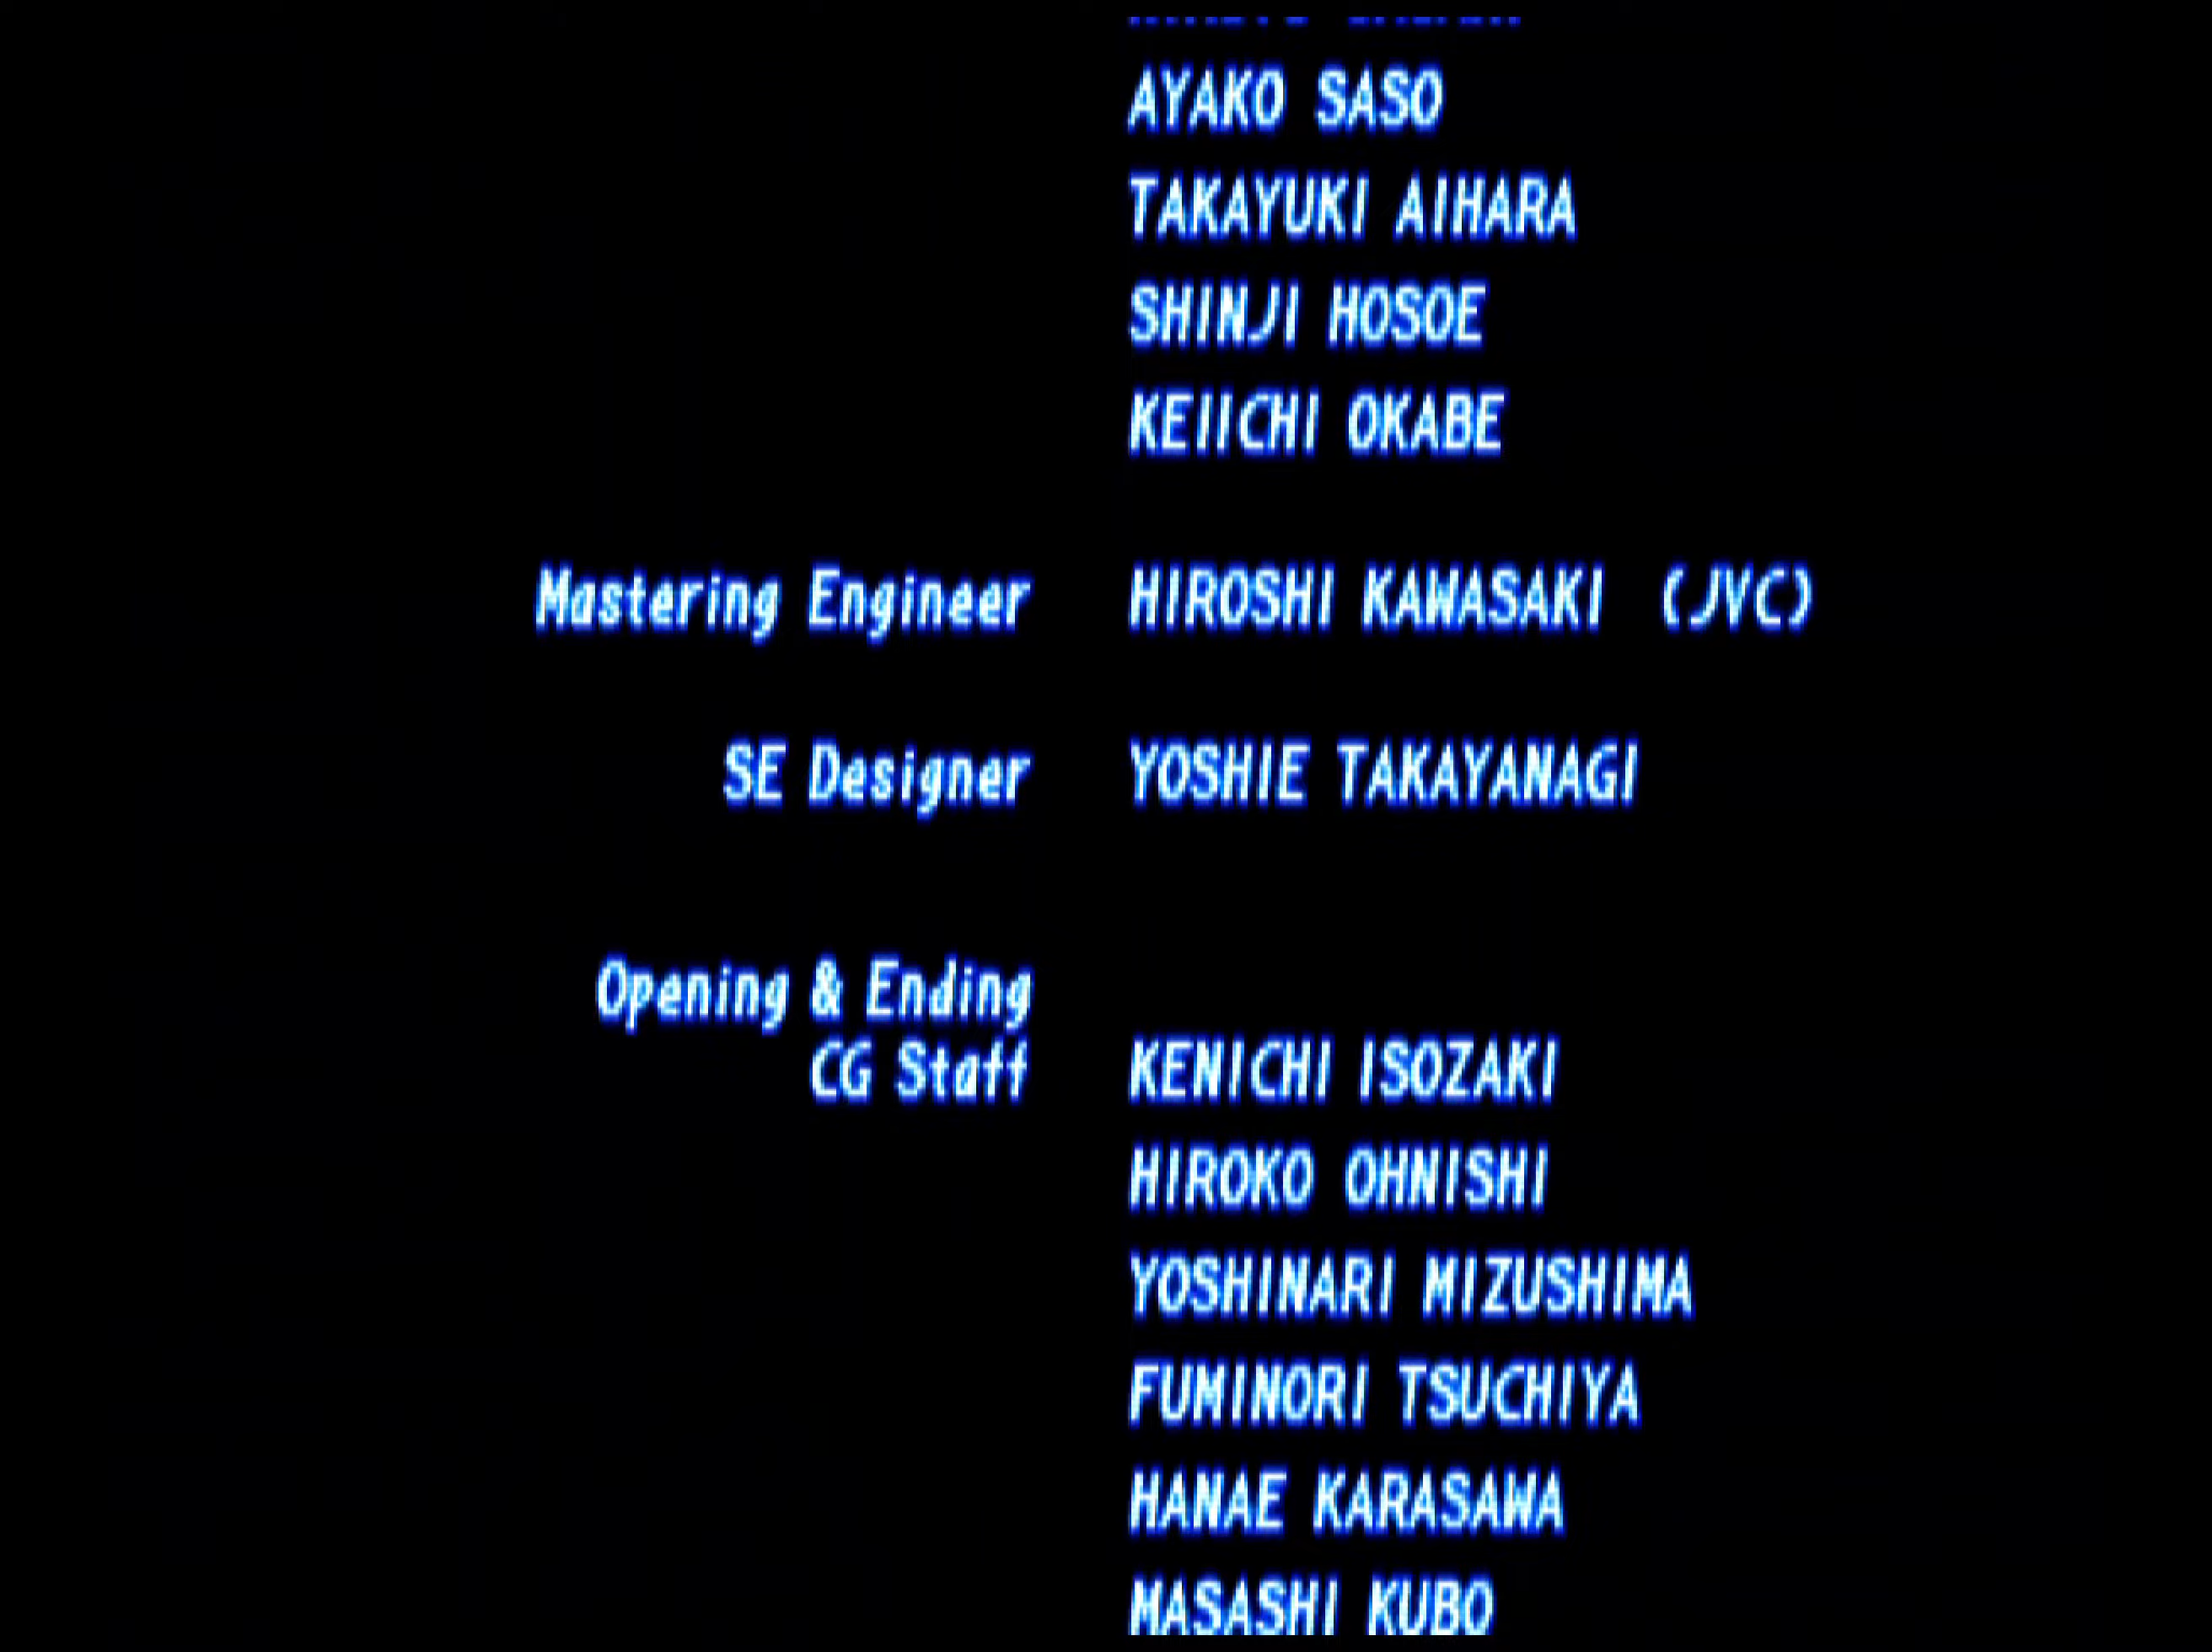 AYAKO SASO
TAKAYUKI AIHARA
SHINJI HOSOE
KEIICHI OKABE
Mastering Engineer HIROSHI KAWASAKI (JVC)
SE Designer YOSHIE TAKAYANAGI
Opening & Ending
CG Staff KENICHI ISOZAKI
HIROKO OHNISHI
YOSHINARI MIZUSHIMA
FUMINORI TSUCHIYA
HANAE KARASAWA
MASASHI KUBO